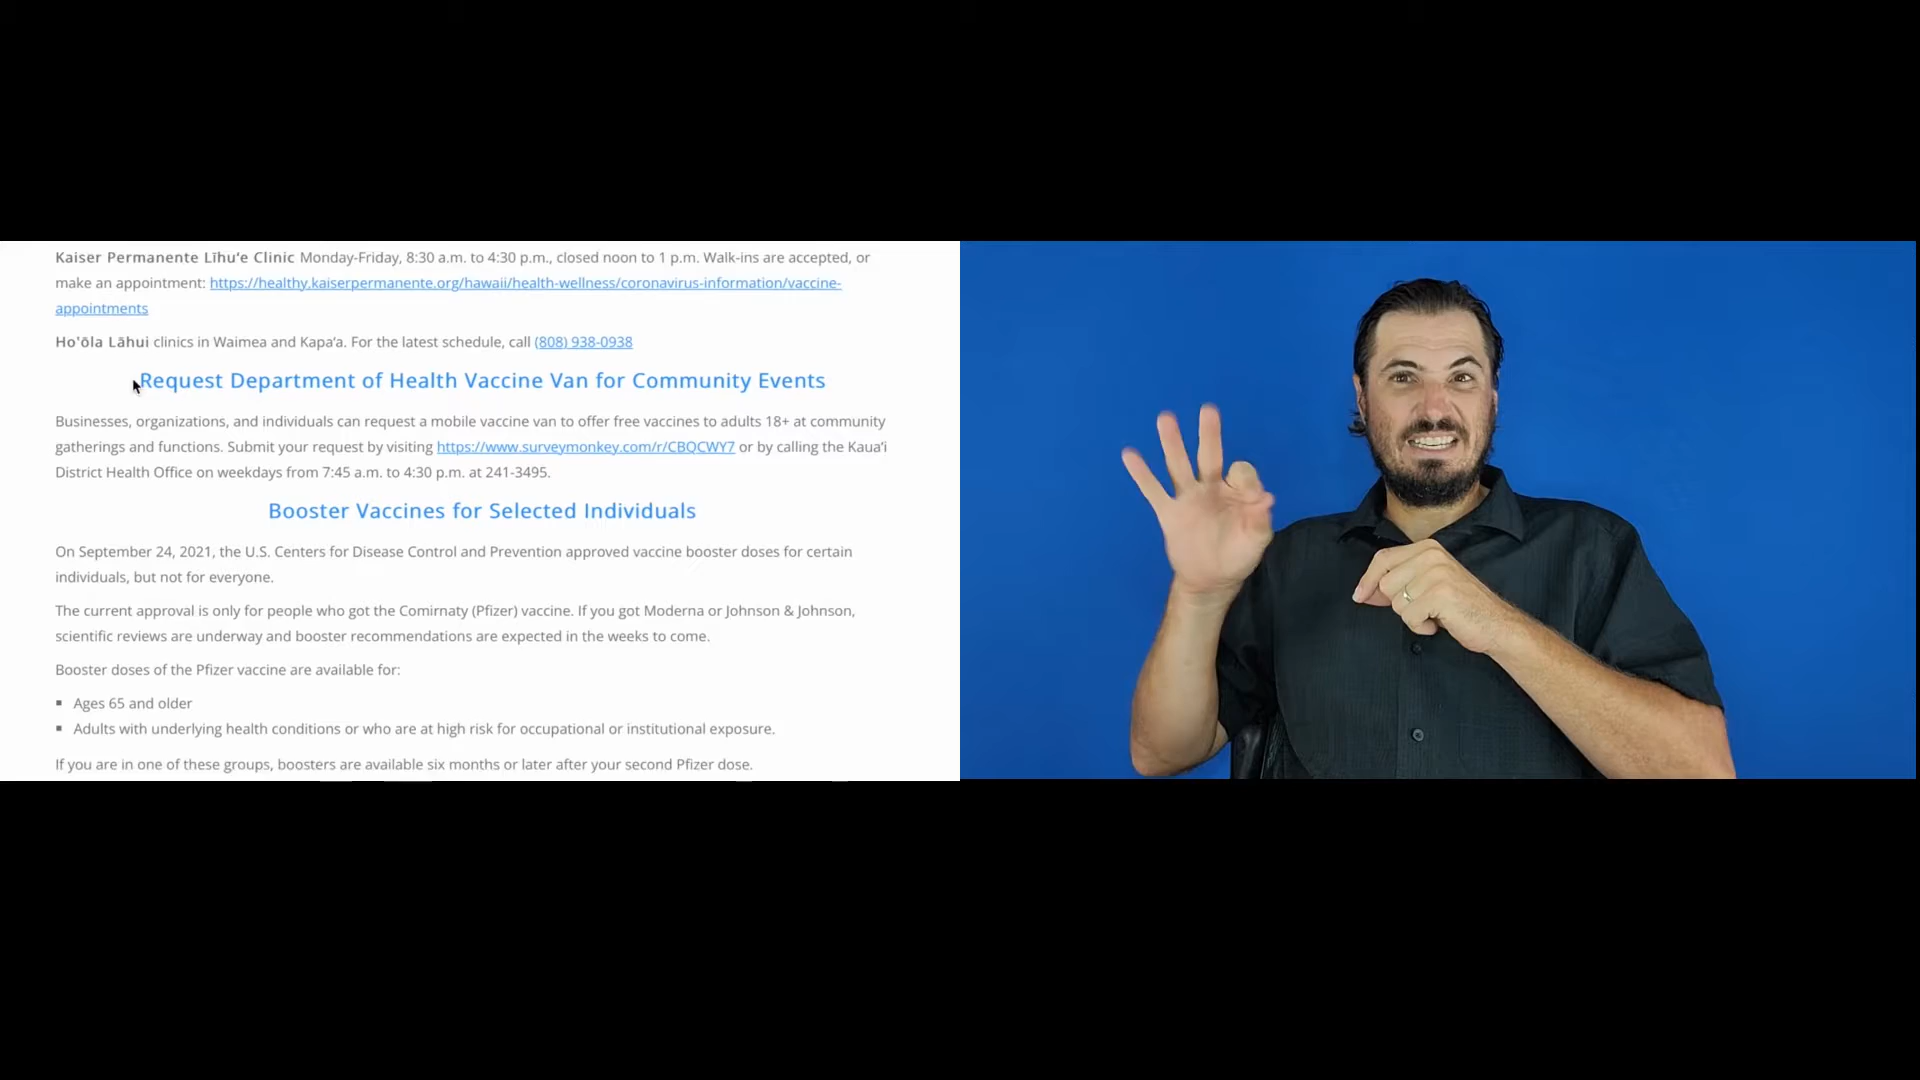 Kaiser Permanente Līhuʻe Clinic Monday-Friday, 8:30 a.m. to 4:30 p.m., closed noon to 1 p.m. Walk-ins are accepted, or
make an appointment: https://healthy.kaiserpermanente.org/hawaii/health-wellness/coronavirus-information/vaccine-
appointments
Ho'ōla Lāhui clinics in Waimea and Kapaʻa. For the latest schedule, call (808) 938-0938
Request Department of Health Vaccine Van for Community Events
Businesses, organizations, and individuals can request a mobile vaccine van to offer free vaccines to adults 18+ at community
gatherings and functions. Submit your request by visiting https://www.surveymonkey.com/r/CBQCWY7 or by calling the Kauaʻi
District Health Office on weekdays from 7:45 a.m. to 4:30 p.m. at 241-3495.
Booster Vaccines for Selected Individuals
On September 24, 2021, the U.S. Centers for Disease Control and Prevention approved vaccine booster doses for certain
individuals, but not for everyone.
The current approval is only for people who got the Comirnaty (Pfizer) vaccine. If you got Moderna or Johnson & Johnson,
scientific reviews are underway and booster recommendations are expected in the weeks to come.
Booster doses of the Pfizer vaccine are available for:
▪ Ages 65 and older
▪ Adults with underlying health conditions or who are at high risk for occupational or institutional exposure.
If you are in one of these groups, boosters are available six months or later after your second Pfizer dose.